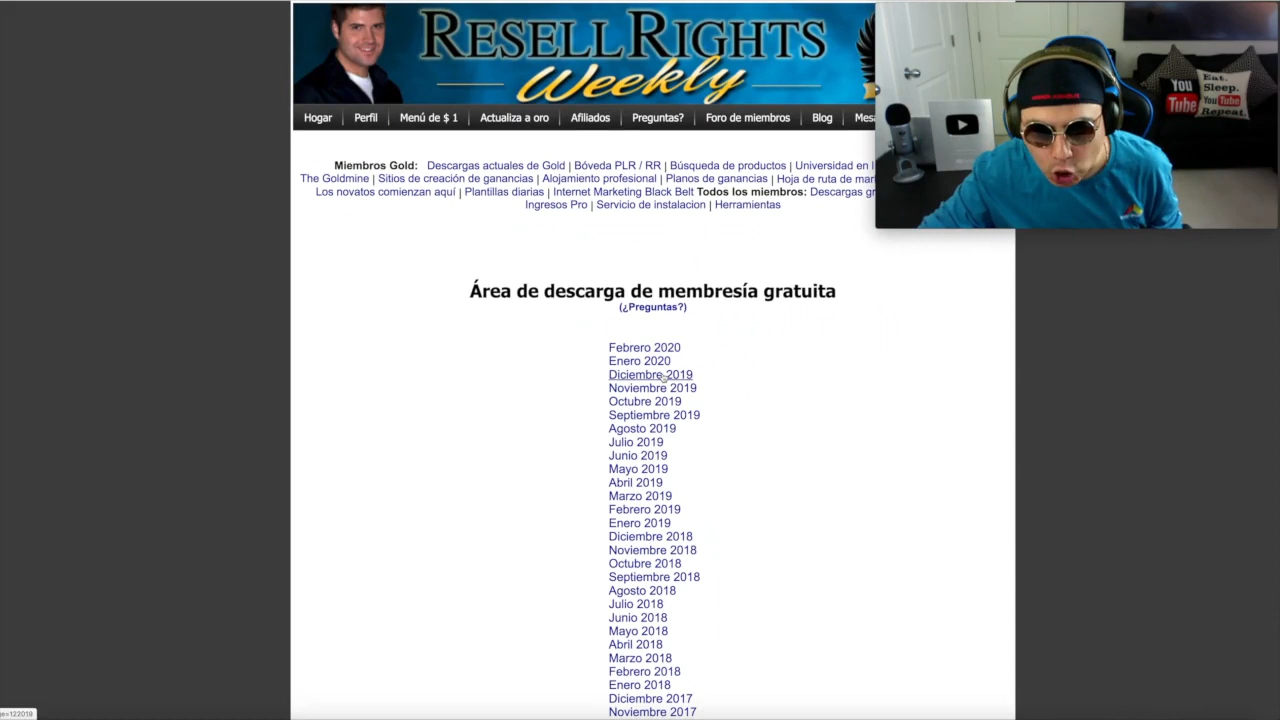 RESELL RIGHTS
Weekly
Hogar | Perfil | Menú de $ 1 | Actualiza a oro | Afiliados | Preguntas? | Foro de miembros | Blog |
Miembros Gold: Descargas actuales de Gold | Bóveda PLR / RR | Búsqueda de productos | Universidad en
The Goldmine | Sitios de creación de ganancias | Alojamiento profesional | Planos de ganancias | Hoja de ruta de
Los novatos comienzan aquí | Plantillas diarias | Internet Marketing Black Belt Todos los miembros: Descargas
Ingresos Pro | Servicio de instalacion | Herramientas
You
Tube
Eat.
Sleep.
YouTube
Repeat.
Área de descarga de membresía gratuita
(¿Preguntas?)
Febrero 2020
Enero 2020
Diciembre 2019
Noviembre 2019
Octubre 2019
Septiembre 2019
Agosto 2019
Julio 2019
Junio 2019
Mayo 2019
Abril 2019
Marzo 2019
Febrero 2019
Enero 2019
Diciembre 2018
Noviembre 2018
Octubre 2018
Septiembre 2018
Agosto 2018
Julio 2018
Junio 2018
Mayo 2018
Abril 2018
Marzo 2018
Febrero 2018
Enero 2018
Diciembre 2017
Noviembre 2017
=122019